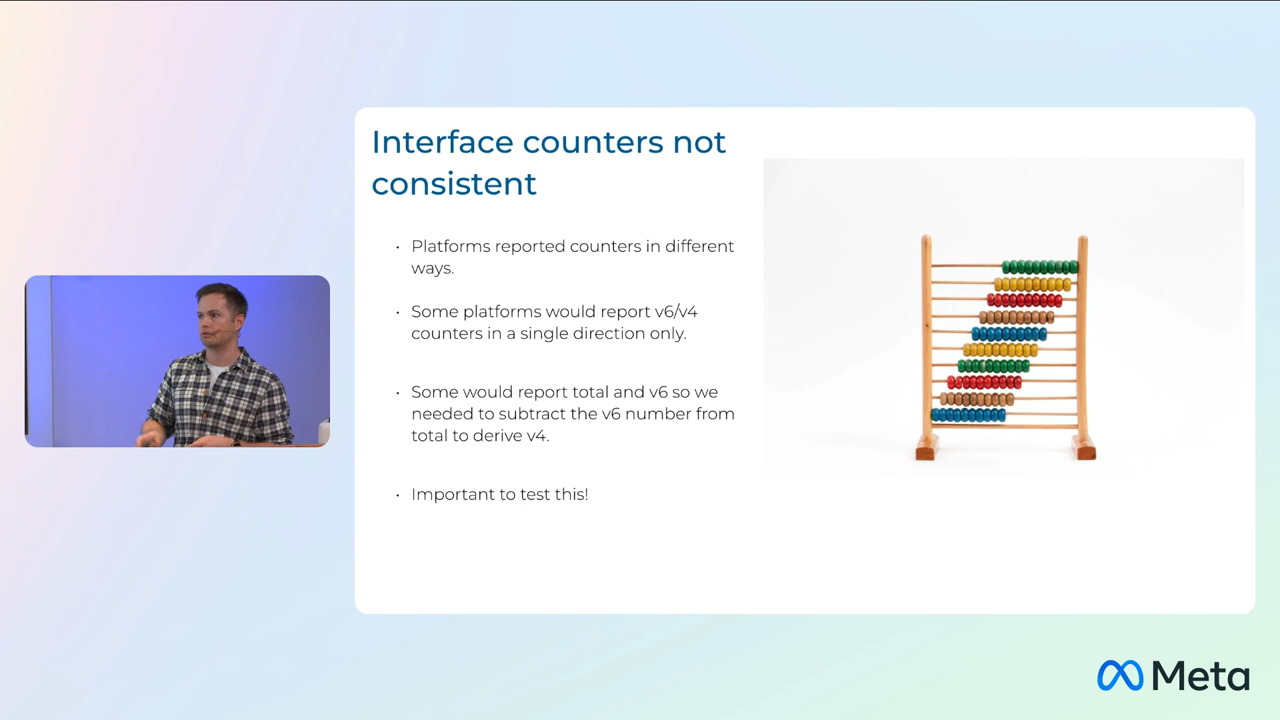 Interface counters not
consistent
• Platforms reported counters in different
ways.
• Some platforms would report v6/v4
counters in a single direction only.
• Some would report total and v6 so we
needed to subtract the v6 number from
total to derive v4.
• Important to test this!
Meta